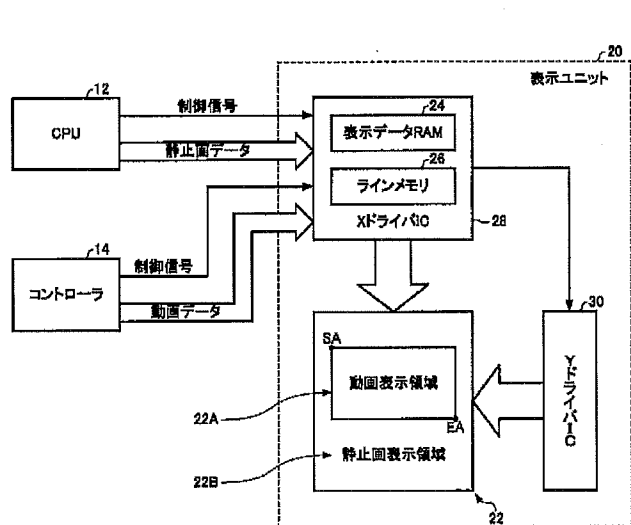 20
表示ユニット
12
CPU
制御信号
静止画データ
24
表示データRAM
26
ラインメモリ
XドライバIC
28
14
コントローラ
制御信号
動画データ
30
YドライバIC
SA
動画表示領域
EA
22A
静止画表示領域
22B
22